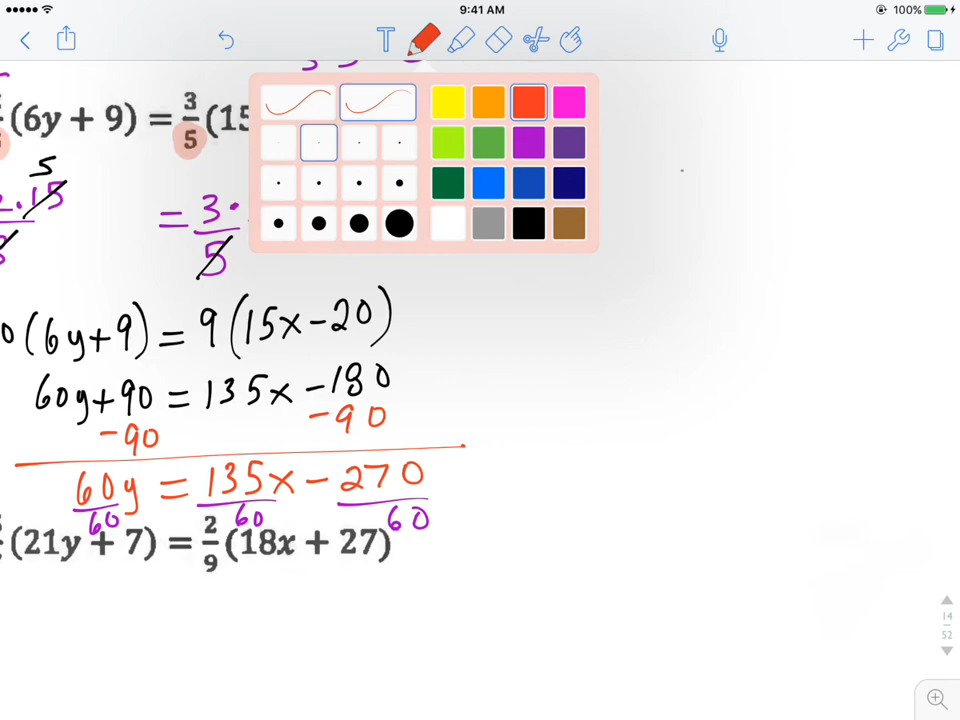 9:41 AM 100%
T
(6y + 9) = 3/5 (15
5
2.15 = 3.
5
0 (6y+9) = 9 (15x-20)
60y+90 = 135x - 180
-90 -90
60y = 135x - 270
60 60 60
(21y + 7) = 2/9 (18x + 27)
14
52